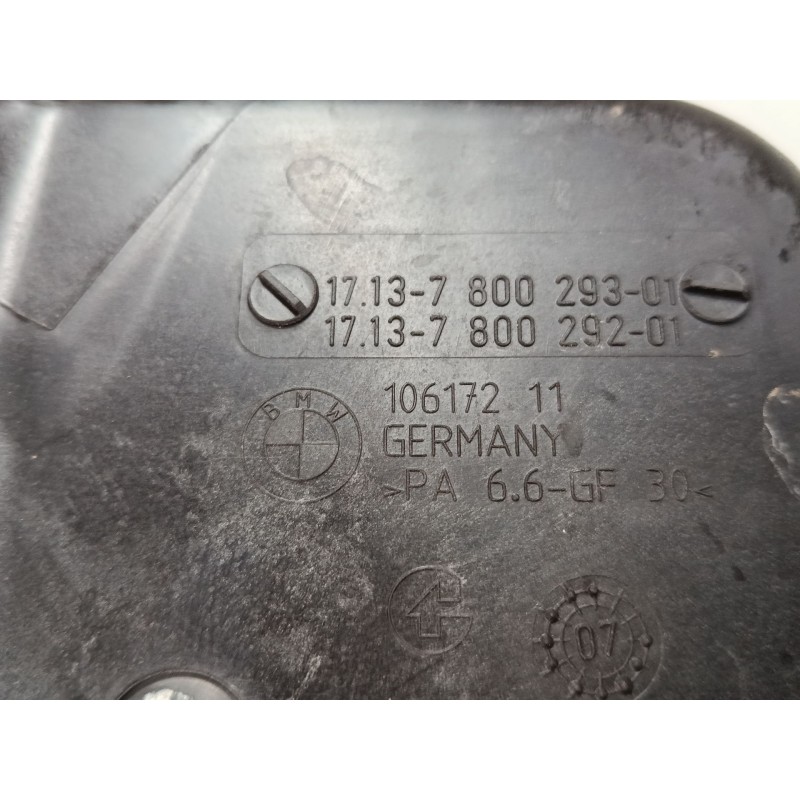 17.13-7 800 293-01
17.13-7 800 292-01
BMW
106172 11
GERMANY
>PA 6.6-GF 30<
4
07